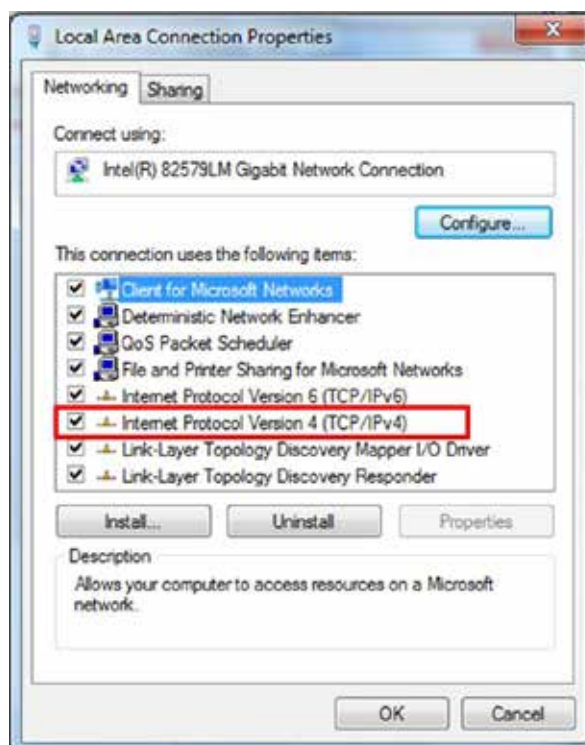 Local Area Connection Properties
Networking
Sharing
Connect using:
Intel(R) 82579LM Gigabit Network Connection
Configure...
This connection uses the following items:
Client for Microsoft Networks
Deterministic Network Enhancer
QoS Packet Scheduler
File and Printer Sharing for Microsoft Networks
Internet Protocol Version 6 (TCP/IPv6)
Internet Protocol Version 4 (TCP/IPv4)
Link-Layer Topology Discovery Mapper I/O Driver
Link-Layer Topology Discovery Responder
Install...
Uninstall
Properties
Description
Allows your computer to access resources on a Microsoft
network.
OK
Cancel